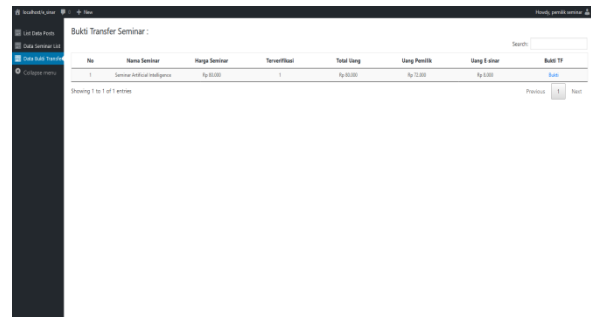 localhost/e_sinar 0 + New Howdy, pemilik seminar
List Data Posts
Data Seminar List
Data Bukti Transfer
Collapse menu
Bukti Transfer Seminar :
Search:
No Nama Seminar Harga Seminar Terverifikasi Total Uang Uang Pemilik Uang E-sinar Bukti TF
1 Seminar Artificial Intelligence Rp 80,000 1 Rp 80,000 Rp 72,000 Rp 8,000 Bukti
Showing 1 to 1 of 1 entries
Previous 1 Next